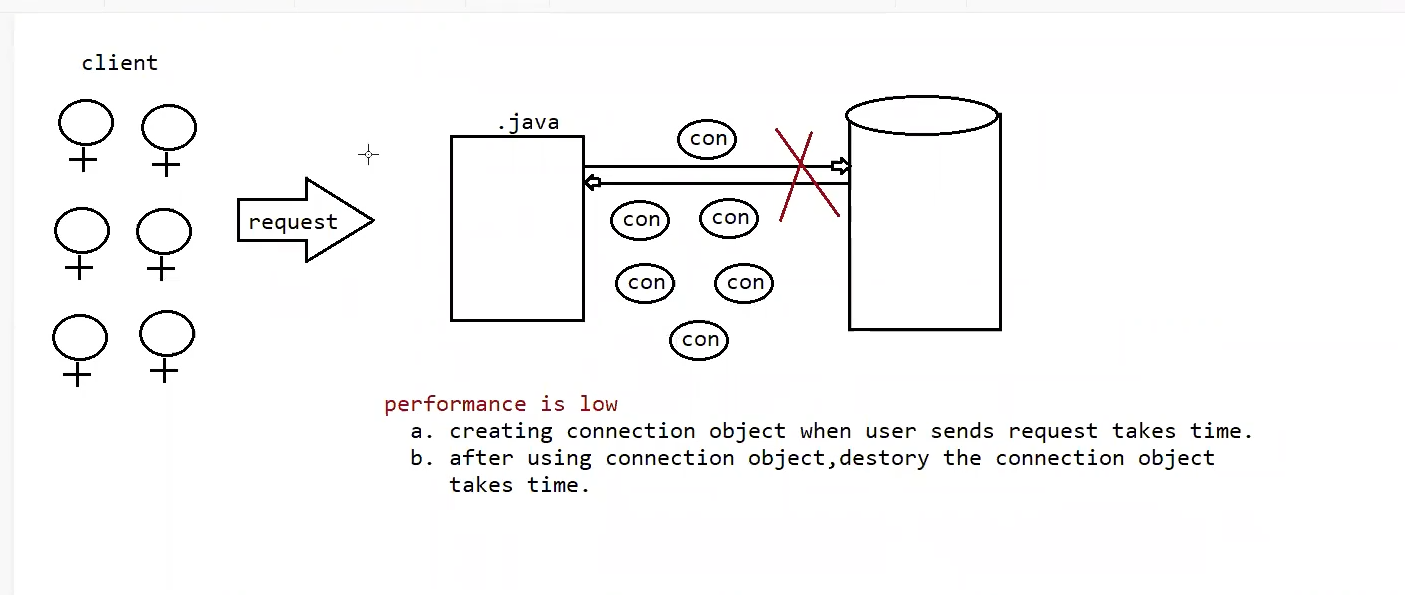 client
.java
con
request
con
con
con
con
con
performance is low
a. creating connection object when user sends request takes time.
b. after using connection object,destory the connection object
takes time.